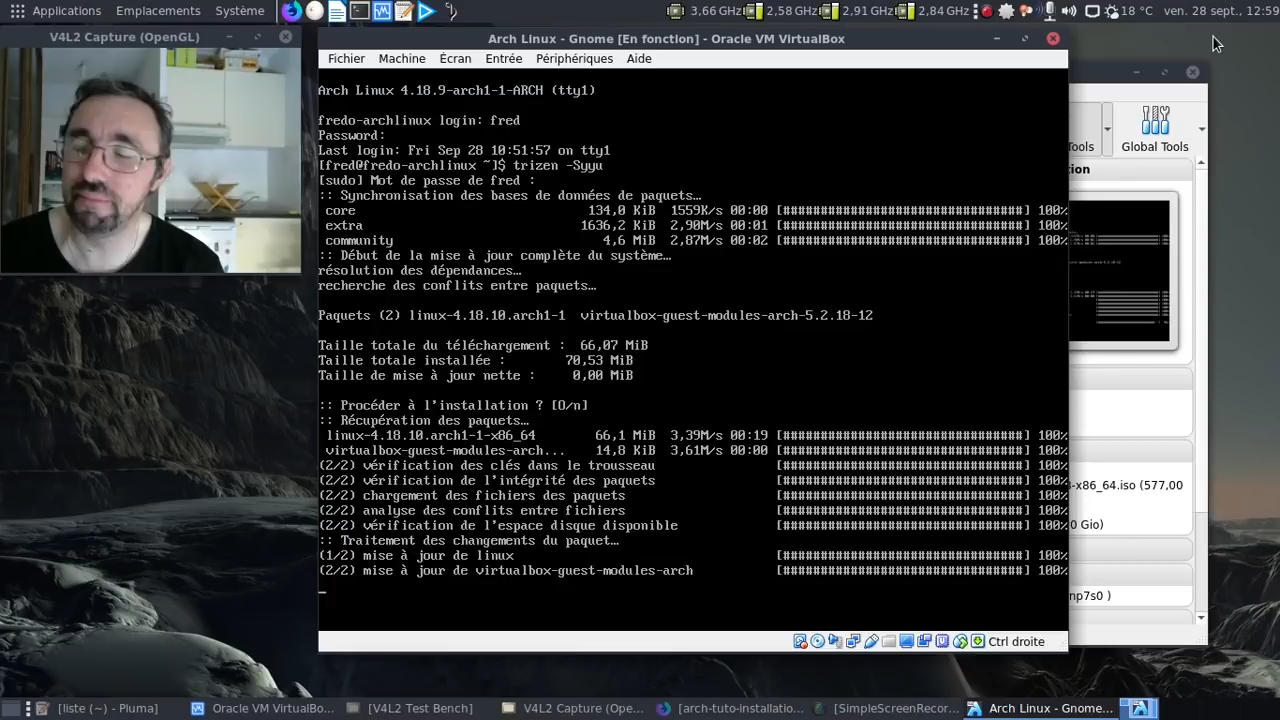 Applications Emplacements Système 3,66 GHz 2,58 GHz 2,91 GHz 2,84 GHz 18 °C ven. 28 sept., 12:59
V4L2 Capture (OpenGL)
Arch Linux - Gnome [En fonction] - Oracle VM VirtualBox
Fichier Machine Écran Entrée Périphériques Aide
Arch Linux 4.18.9-arch1-1-ARCH (tty1)
fredo-archlinux login: fred
Password:
Last login: Fri Sep 28 10:51:57 on tty1
[fred@fredo-archlinux ~]$ trizen -Syyu
[sudo] Mot de passe de fred :
:: Synchronisation des bases de données de paquets…
core 134,0 KiB 1559K/s 00:00 [################################] 100%
extra 1636,2 KiB 2,90M/s 00:01 [################################] 100%
community 4,6 MiB 2,87M/s 00:02 [################################] 100%
:: Début de la mise à jour complète du système…
résolution des dépendances…
recherche des conflits entre paquets…
Paquets (2) linux-4.18.10.arch1-1 virtualbox-guest-modules-arch-5.2.18-12
Taille totale du téléchargement : 66,07 MiB
Taille totale installée : 70,53 MiB
Taille de mise à jour nette : 0,00 MiB
:: Procéder à l'installation ? [O/n]
:: Récupération des paquets…
linux-4.18.10.arch1-1-x86_64 66,1 MiB 3,39M/s 00:19 [################################] 100%
virtualbox-guest-modules-arch... 14,8 KiB 3,61M/s 00:00 [################################] 100%
(2/2) vérification des clés dans le trousseau [################################] 100%
(2/2) vérification de l'intégrité des paquets [################################] 100%
(2/2) chargement des fichiers des paquets [################################] 100%
(2/2) analyse des conflits entre fichiers [################################] 100%
(2/2) vérification de l'espace disque disponible [################################] 100%
:: Traitement des changements du paquet…
(1/2) mise à jour de linux [################################] 100%
(2/2) mise à jour de virtualbox-guest-modules-arch [################################] 100%
Ctrl droite
Tools Global Tools
tion
-x86_64.iso (577,00
0 Gio)
np7s0 )
[liste (~) - Pluma] Oracle VM VirtualB... [V4L2 Test Bench] V4L2 Capture (Ope... [arch-tuto-installatio... [SimpleScreenRecor... Arch Linux - Gnome...